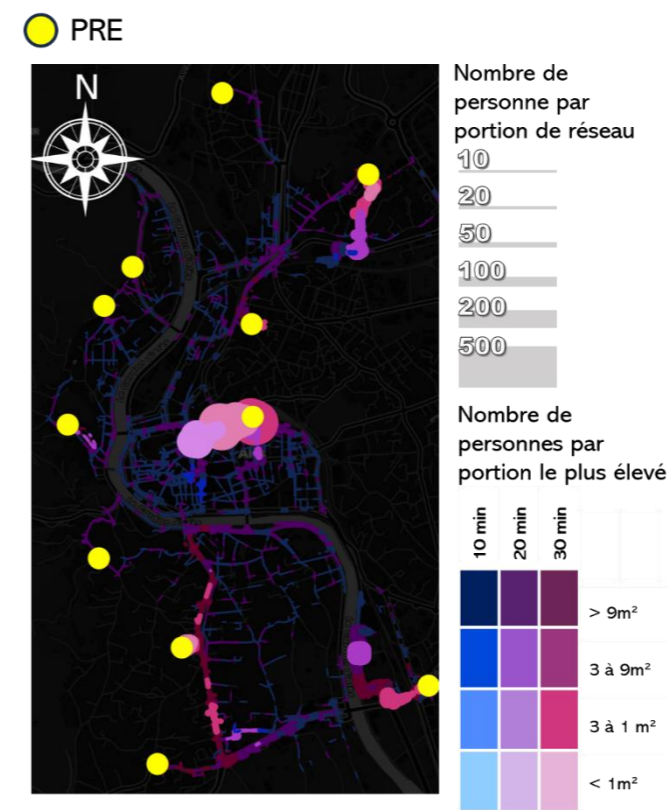 PRE
N
Nombre de
personne par
portion de réseau
10
20
50
100
200
500
Nombre de
personnes par
portion le plus élevé
10 min
20 min
30 min
> 9m²
3 à 9m²
3 à 1 m²
< 1m²